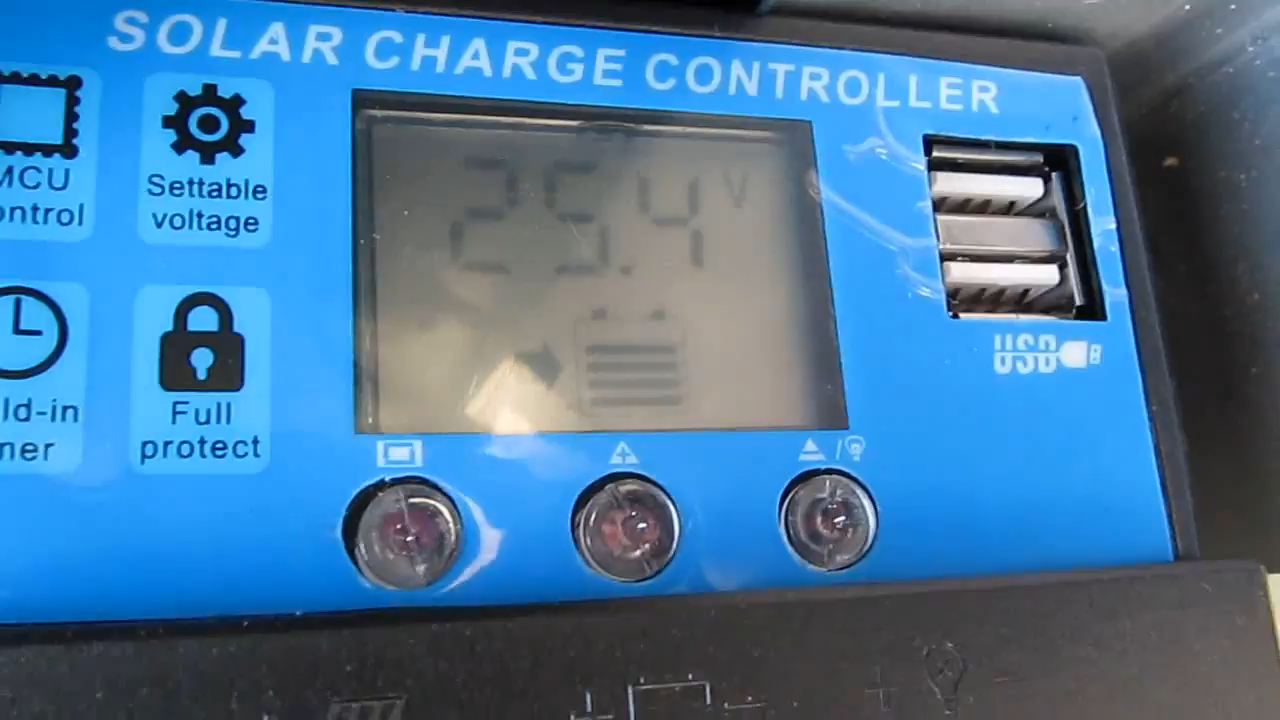 SOLAR CHARGE CONTROLLER
MCU
ontrol
Settable
voltage
25.4 V
ld-in
ner
Full
protect
USB